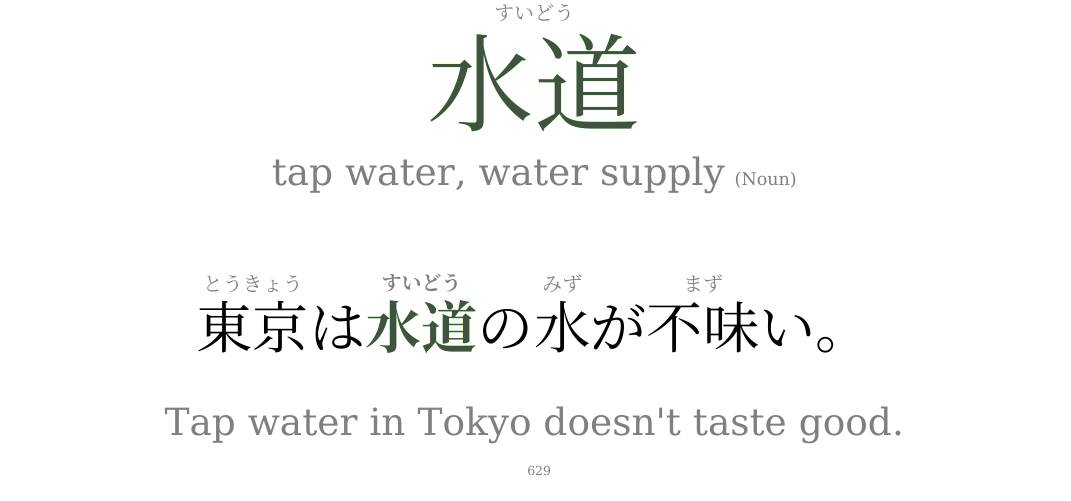 すいどう
水道
tap water, water supply (Noun)
とうきょう すいどう みず まず
東京は水道の水が不味い。
Tap water in Tokyo doesn't taste good.
629